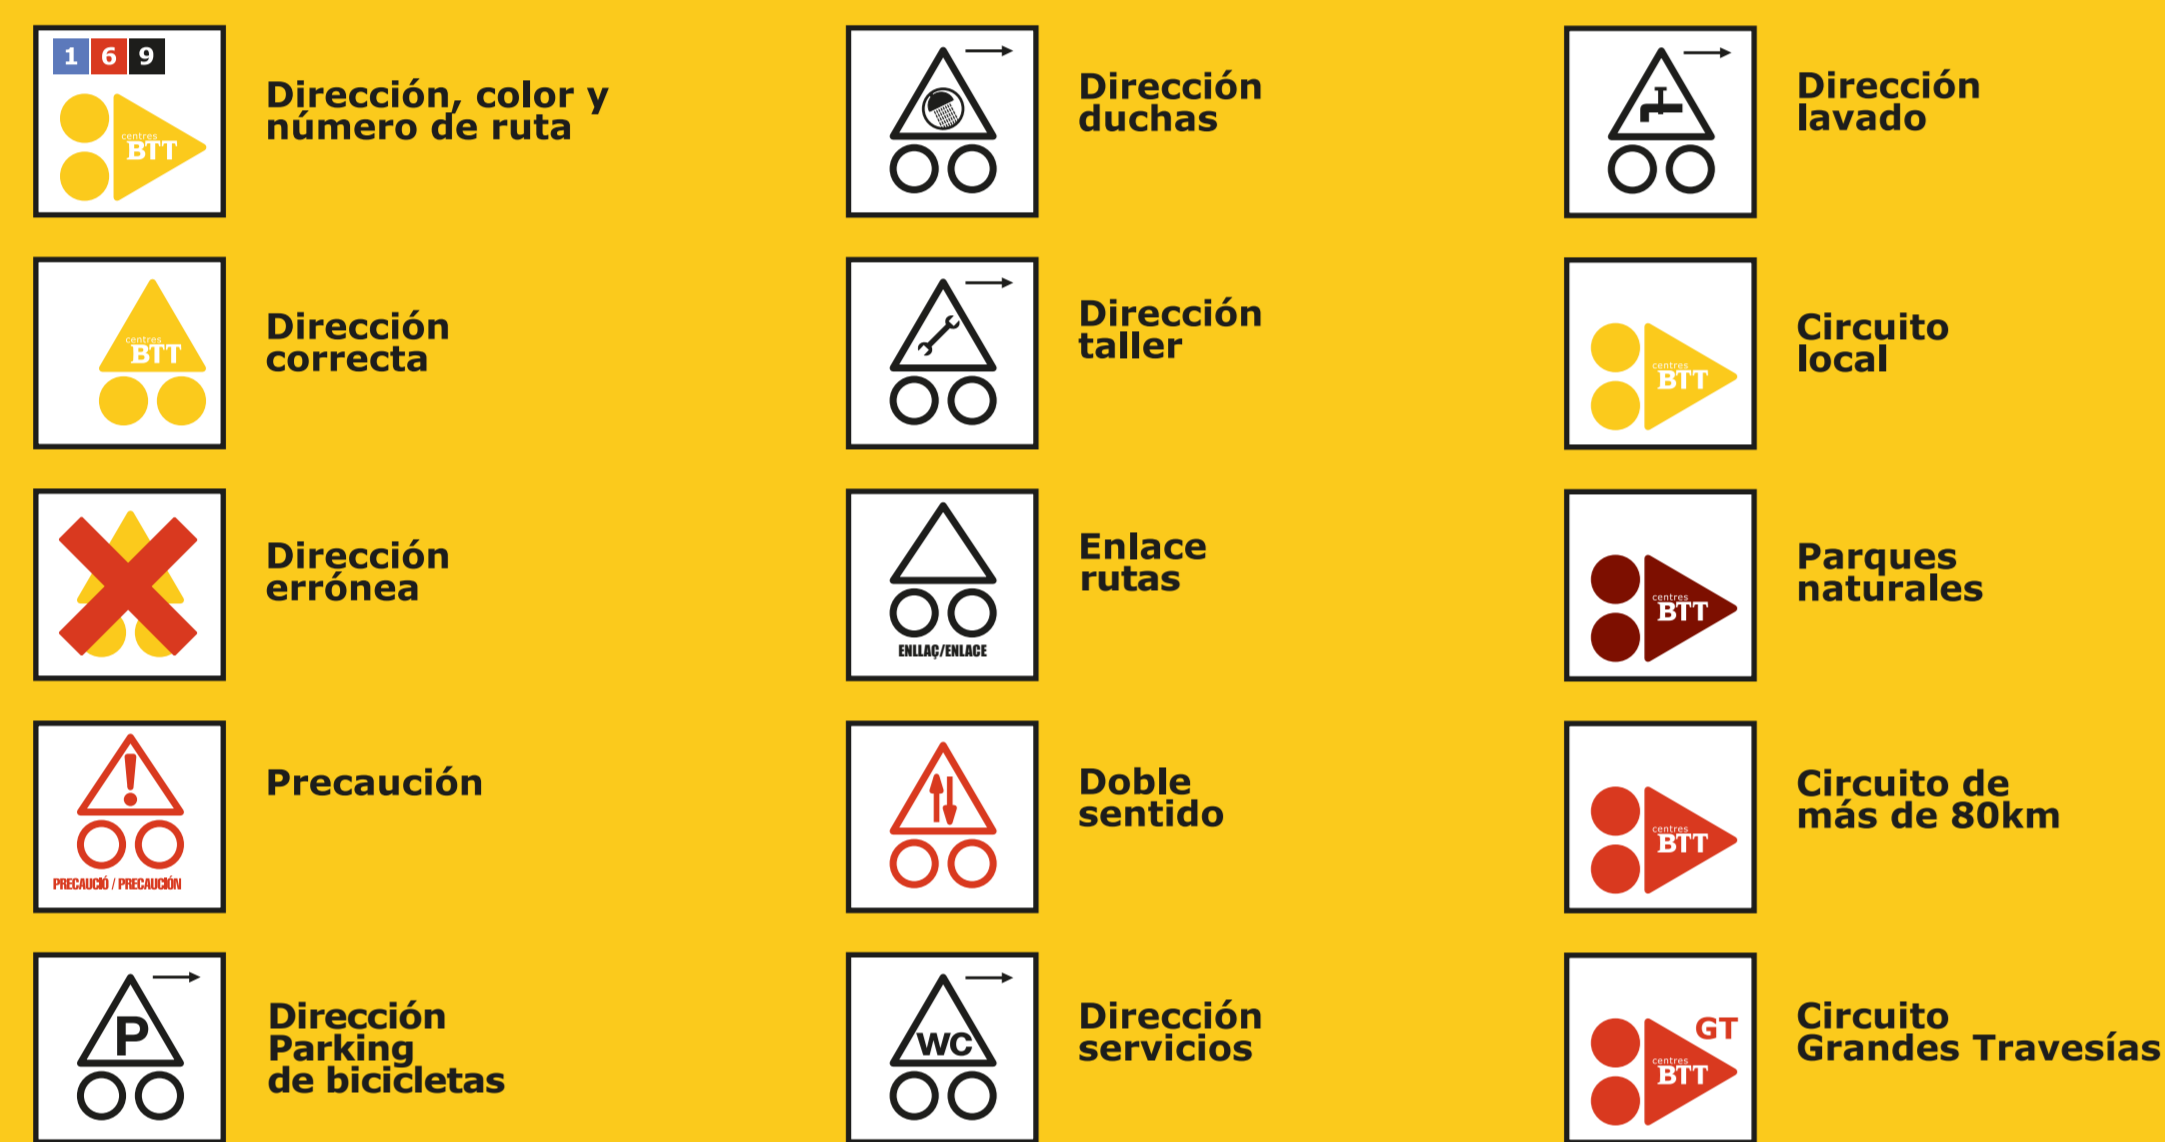 1 6 9
centres
BTT
Dirección, color y
número de ruta
centres
BTT
Dirección
correcta
Dirección
errónea
PRECAUCIÓ / PRECAUCIÓN
Precaución
P
Dirección
Parking
de bicicletas
Dirección
duchas
Dirección
taller
ENLLAÇ/ENLACE
Enlace
rutas
Doble
sentido
WC
Dirección
servicios
Dirección
lavado
centres
BTT
Circuito
local
centres
BTT
Parques
naturales
centres
BTT
Circuito de
más de 80km
GT
centres
BTT
Circuito
Grandes Travesías